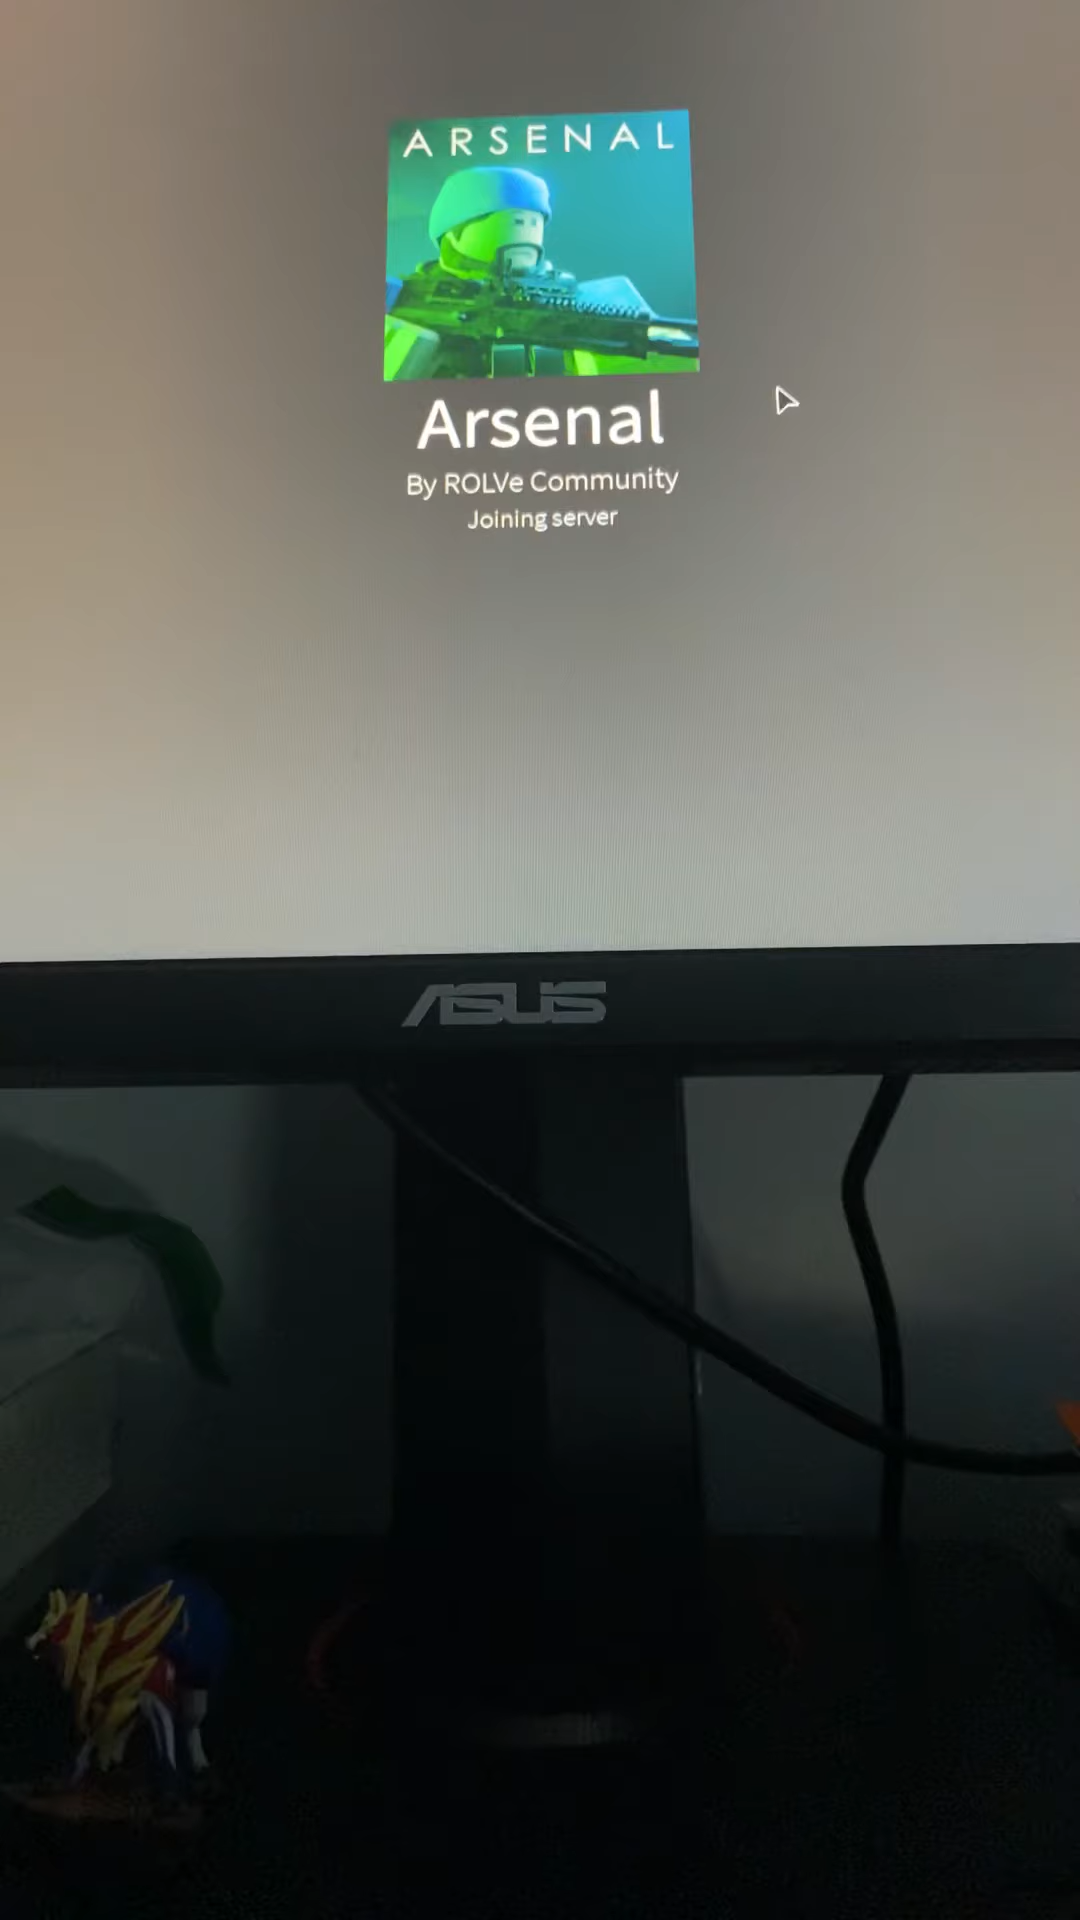 ARSENAL
Arsenal
By ROLVe Community
Joining server
ASUS